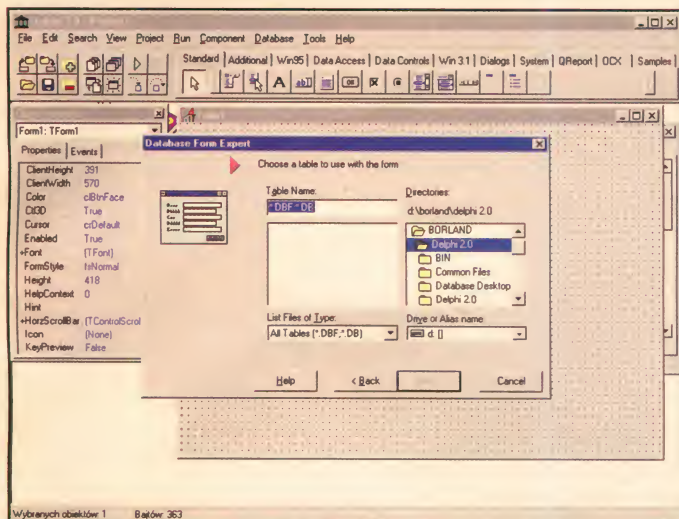 File Edit Search View Project Run Component Database Tools Help
Standard Additional Win95 Data Access Data Controls Win 3.1 Dialogs System QReport OCX Samples
Form1: TForm1
Properties Events
ClientHeight 391
ClientWidth 570
Color clBtnFace
Ctl3D True
Cursor crDefault
Enabled True
+Font (TFont)
FormStyle fsNormal
Height 418
HelpContext 0
Hint
+HorzScrollBar (TControlScrol
Icon (None)
KeyPreview False
Database Form Expert
Choose a table to use with the form
Table Name:
*.DBF;*.DB
Directories:
d:\borland\delphi 2.0
BORLAND
Delphi 2.0
BIN
Common Files
Database Desktop
Delphi 2.0
List Files of Type:
All Tables (*.DBF;*.DB)
Drive or Alias name:
d: []
Help
< Back
Cancel
Wybranych obiektów: 1 Bajtów: 363